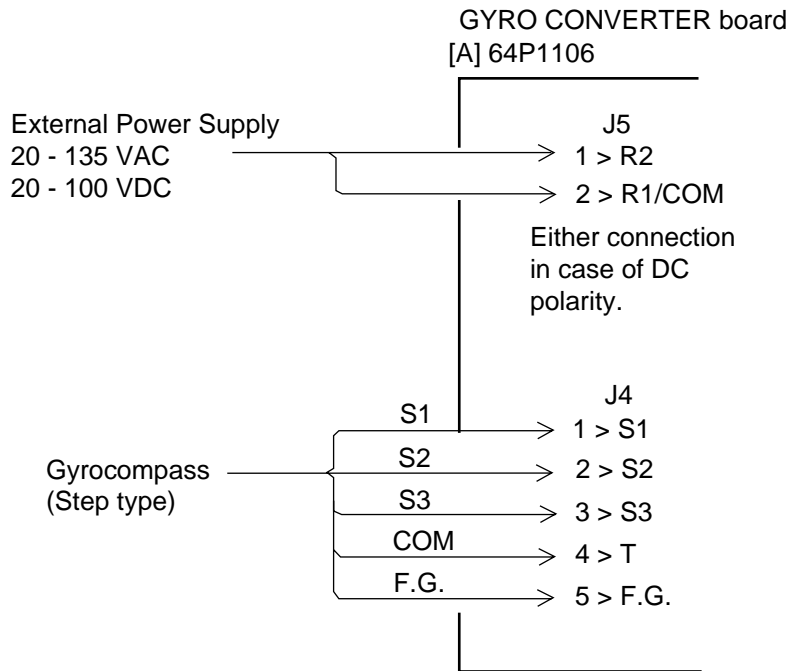 GYRO CONVERTER board
[A] 64P1106
External Power Supply
20 - 135 VAC
20 - 100 VDC
J5
1 > R2
2 > R1/COM
Either connection
in case of DC
polarity.
Gyrocompass
(Step type)
S1
S2
S3
COM
F.G.
J4
1 > S1
2 > S2
3 > S3
4 > T
5 > F.G.